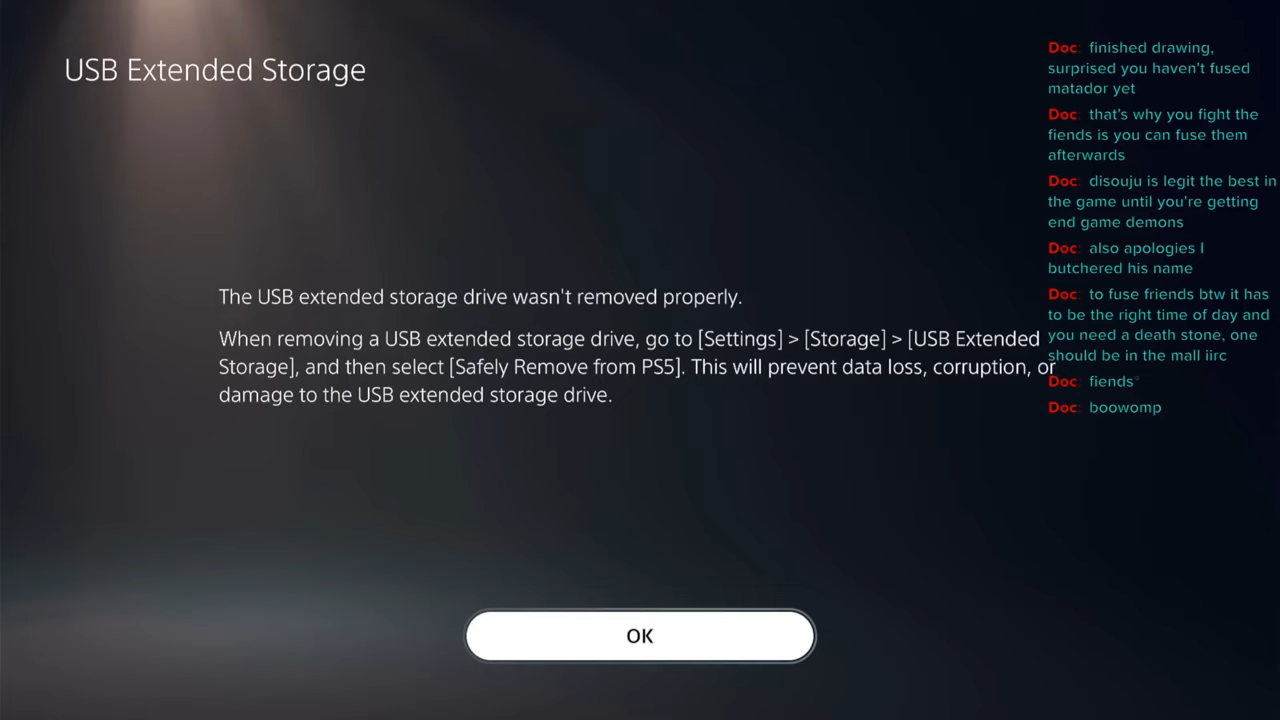 USB Extended Storage
The USB extended storage drive wasn't removed properly.
When removing a USB extended storage drive, go to [Settings] > [Storage] > [USB Extended
Storage], and then select [Safely Remove from PS5]. This will prevent data loss, corruption, or
damage to the USB extended storage drive.
OK
Doc: finished drawing,
surprised you haven't fused
matador yet
Doc: that's why you fight the
fiends is you can fuse them
afterwards
Doc: disouju is legit the best in
the game until you're getting
end game demons
Doc: also apologies I
butchered his name
Doc: to fuse friends btw it has
to be the right time of day and
you need a death stone, one
should be in the mall iirc
Doc: fiends*
Doc: boowomp